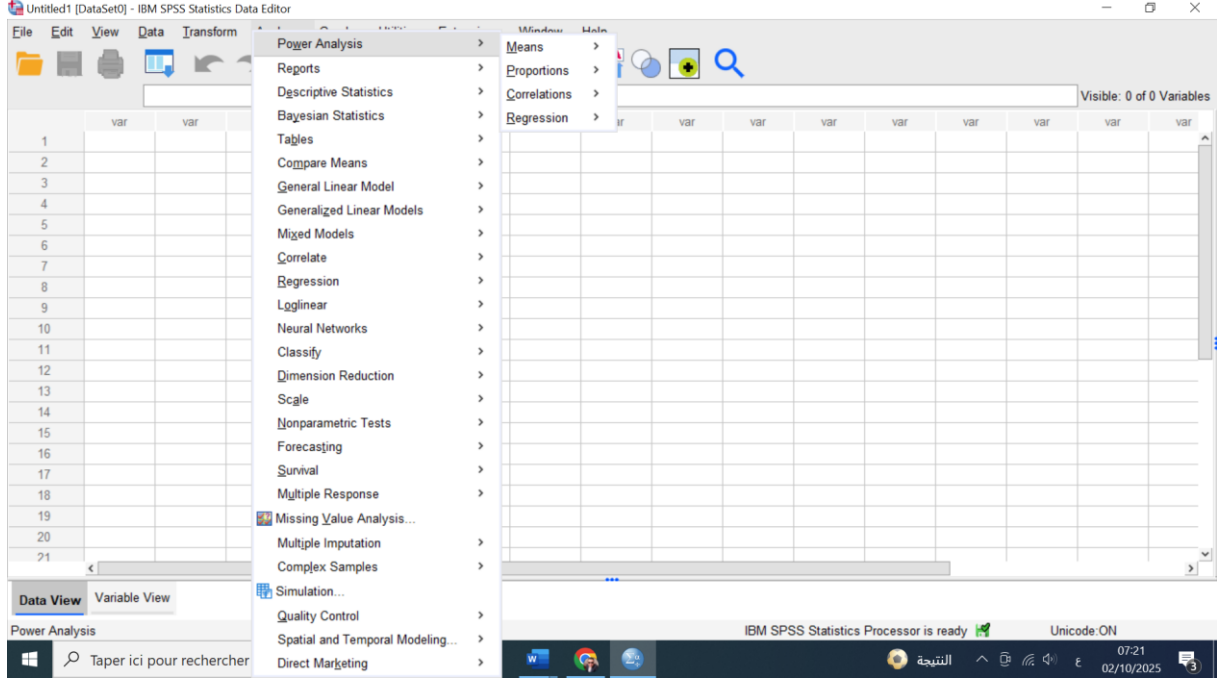 Untitled1 [DataSet0] - IBM SPSS Statistics Data Editor
File Edit View Data Transform Window Help
Visible: 0 of 0 Variables
Power Analysis
Reports
Descriptive Statistics
Bayesian Statistics
Tables
Compare Means
General Linear Model
Generalized Linear Models
Mixed Models
Correlate
Regression
Loglinear
Neural Networks
Classify
Dimension Reduction
Scale
Nonparametric Tests
Forecasting
Survival
Multiple Response
Missing Value Analysis...
Multiple Imputation
Complex Samples
Simulation...
Quality Control
Spatial and Temporal Modeling...
Direct Marketing
Means
Proportions
Correlations
Regression
var var var var var var var var var var
1
2
3
4
5
6
7
8
9
10
11
12
13
14
15
16
17
18
19
20
21
Data View Variable View
Power Analysis IBM SPSS Statistics Processor is ready Unicode:ON
Taper ici pour rechercher
النتيجة
ع
07:21
02/10/2025
3